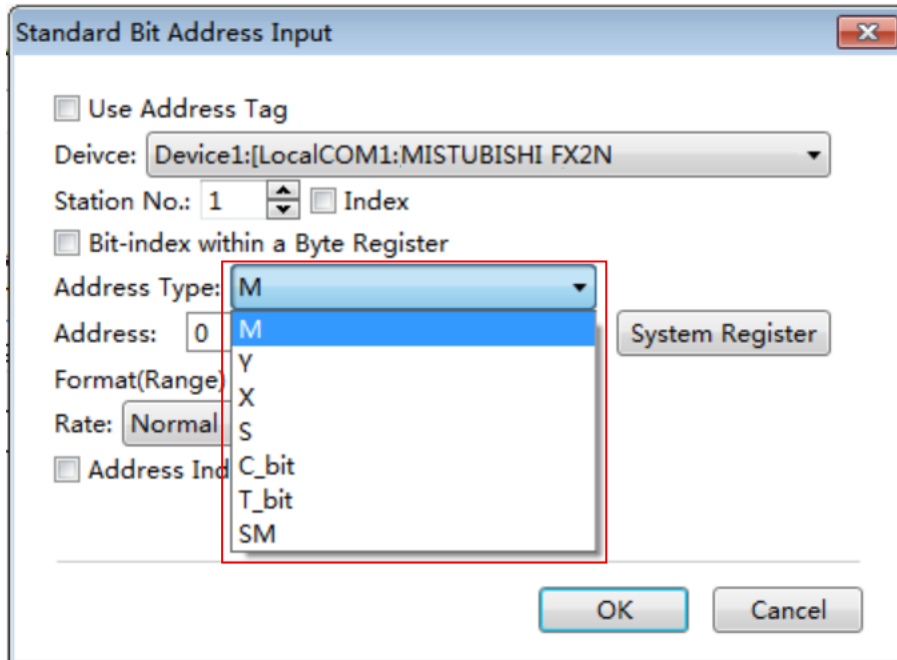 Standard Bit Address Input
Use Address Tag
Deivce: Device1:[LocalCOM1:MISTUBISHI FX2N
Station No.: 1 Index
Bit-index within a Byte Register
Address Type: M
Address: 0 M System Register
Y
Format(Range)
X
Rate: Normal
S
Address Ind
C_bit
T_bit
SM
OK Cancel